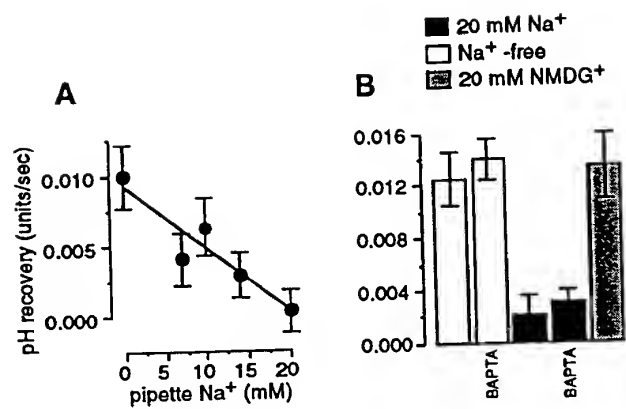 20 mM Na+
Na+ -free
20 mM NMDG+
A
B
pH recovery (units/sec)
0.010
0.005
0.000
0 5 10 15 20
pipette Na+ (mM)
0.016
0.012
0.008
0.004
0.000
BAPTA
BAPTA